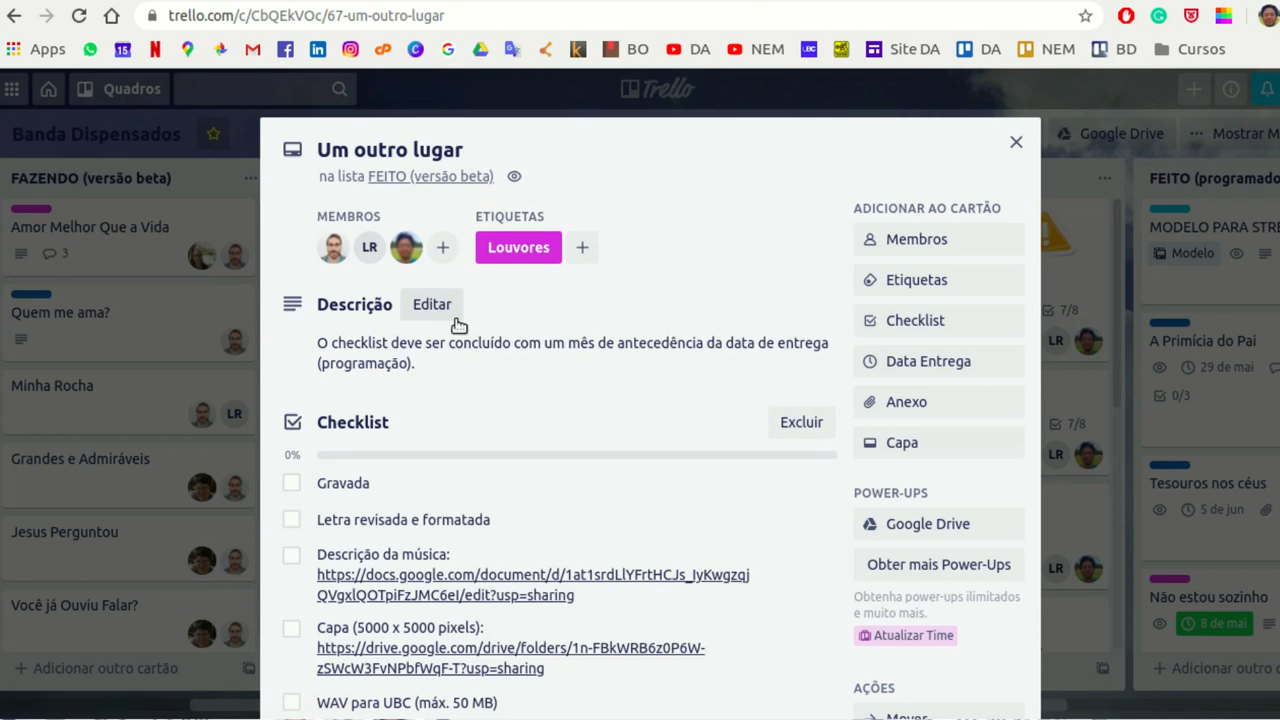 trello.com/c/CbQEkVOc/67-um-outro-lugar
Apps
15
BO
DA
NEM
UBC
Site DA
DA
NEM
BD
Cursos
Quadros
Trello
Banda Dispensados
Google Drive
Mostrar M
FAZENDO (versão beta)
Amor Melhor Que a Vida
3
Quem me ama?
Minha Rocha
LR
Grandes e Admiráveis
Jesus Perguntou
Você já Ouviu Falar?
+ Adicionar outro cartão
Um outro lugar
na lista FEITO (versão beta)
MEMBROS
ETIQUETAS
LR
Louvores
Descrição
Editar
O checklist deve ser concluído com um mês de antecedência da data de entrega
(programação).
Checklist
Excluir
0%
Gravada
Letra revisada e formatada
Descrição da música:
https://docs.google.com/document/d/1at1srdLlYFrtHCJs_IyKwgzqj
QVgxlQOTpiFzJMC6eI/edit?usp=sharing
Capa (5000 x 5000 pixels):
https://drive.google.com/drive/folders/1n-FBkWRB6z0P6W-
zSWcW3FvNPbfWqF-T?usp=sharing
WAV para UBC (máx. 50 MB)
ADICIONAR AO CARTÃO
Membros
Etiquetas
Checklist
Data Entrega
Anexo
Capa
POWER-UPS
Google Drive
Obter mais Power-Ups
Obtenha power-ups ilimitados
e muito mais.
Atualizar Time
AÇÕES
Mover
7/8
LR
7/8
LR
LR
FEITO (programado
MODELO PARA STRE
Modelo
A Primícia do Pai
29 de mai
0/3
Tesouros nos céus
5 de jun
Não estou sozinho
8 de mai
+ Adicionar outro c